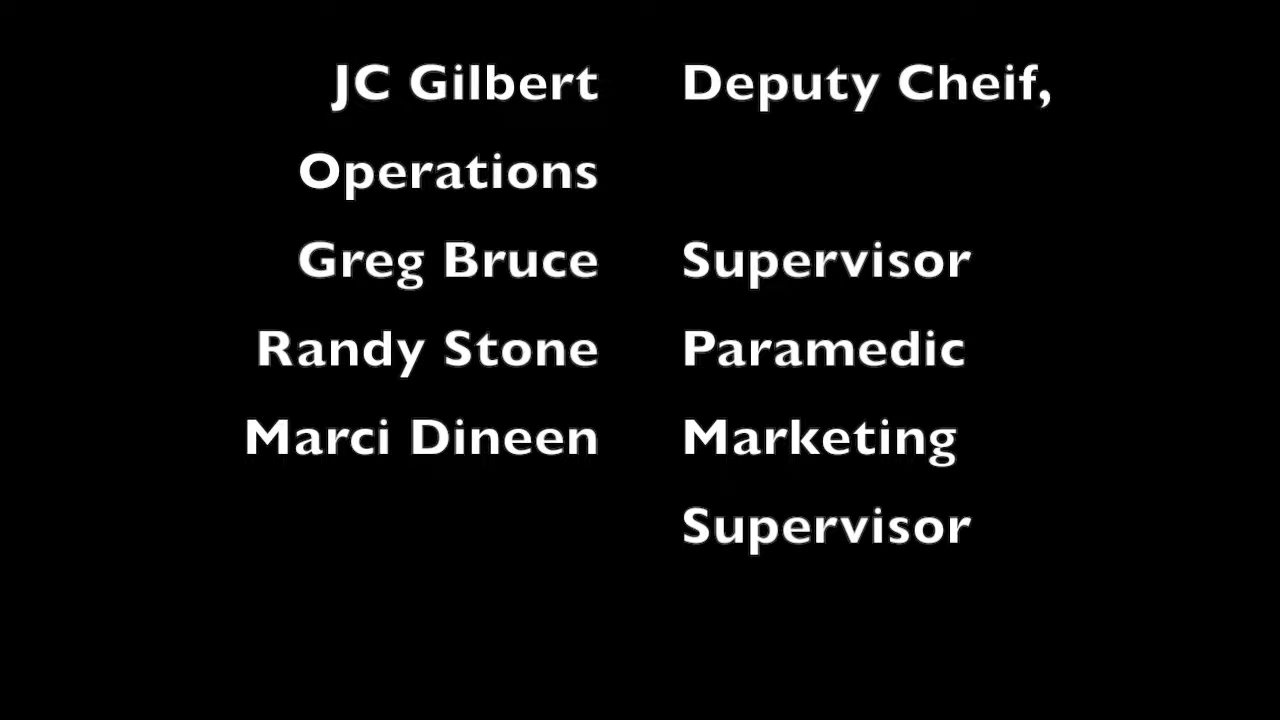 JC Gilbert Deputy Cheif,
Operations
Greg Bruce Supervisor
Randy Stone Paramedic
Marci Dineen Marketing
Supervisor